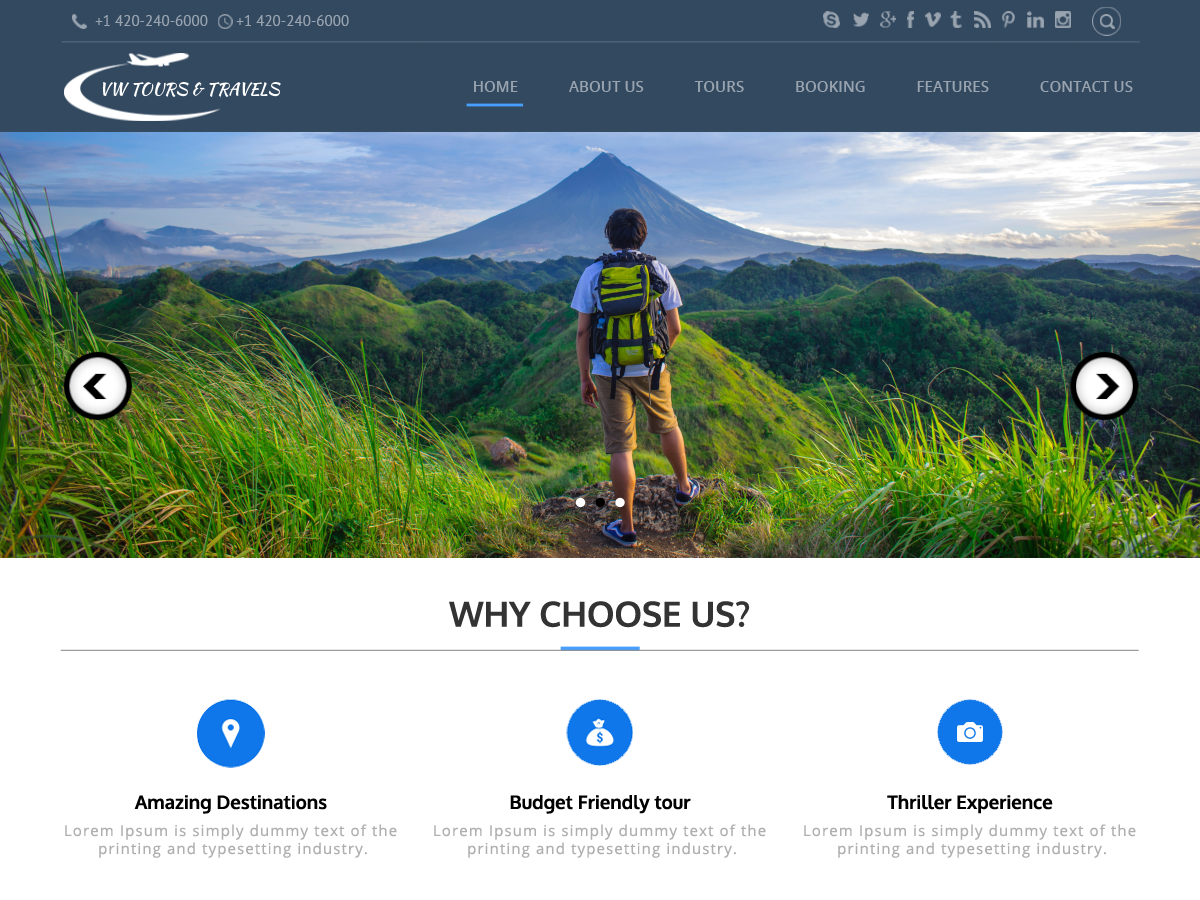 +1 420-240-6000 +1 420-240-6000
VW TOURS & TRAVELS
HOME ABOUT US TOURS BOOKING FEATURES CONTACT US
WHY CHOOSE US?
Amazing Destinations
Lorem Ipsum is simply dummy text of the
printing and typesetting industry.
Budget Friendly tour
Lorem Ipsum is simply dummy text of the
printing and typesetting industry.
Thriller Experience
Lorem Ipsum is simply dummy text of the
printing and typesetting industry.